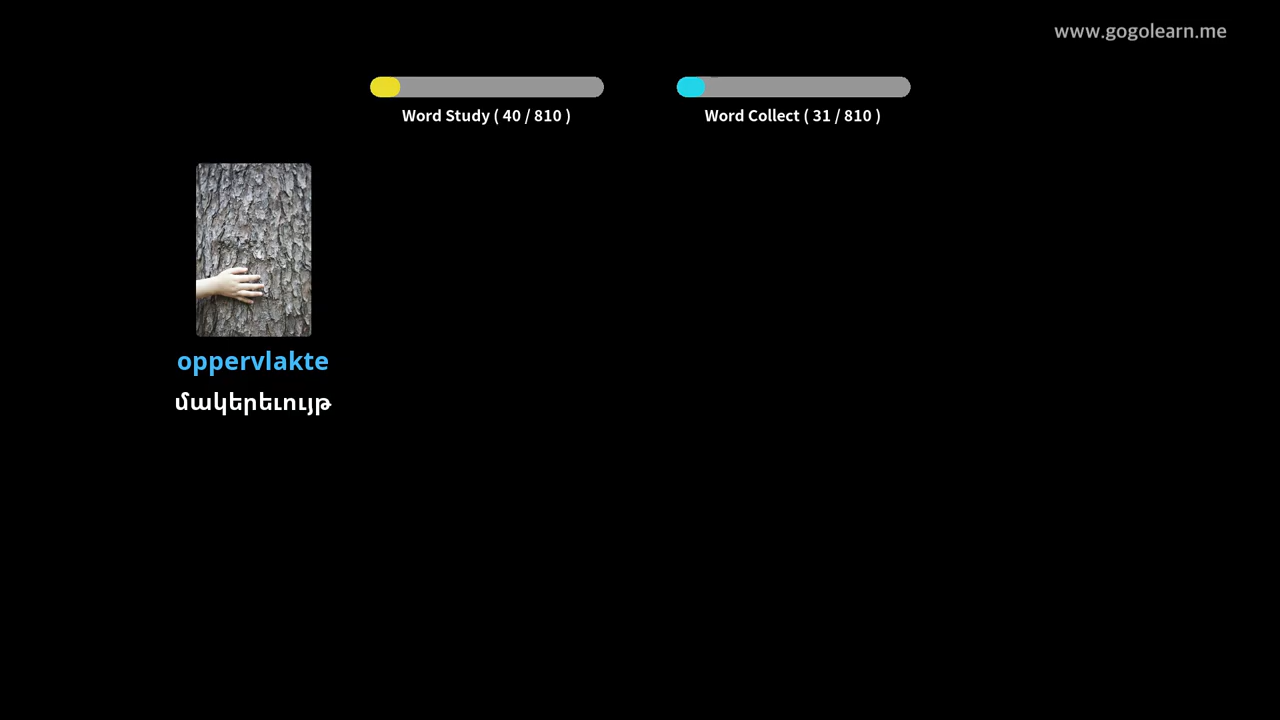 www.gogolearn.me
Word Study ( 40 / 810 )
Word Collect ( 31 / 810 )
oppervlakte
մակերեւույթ